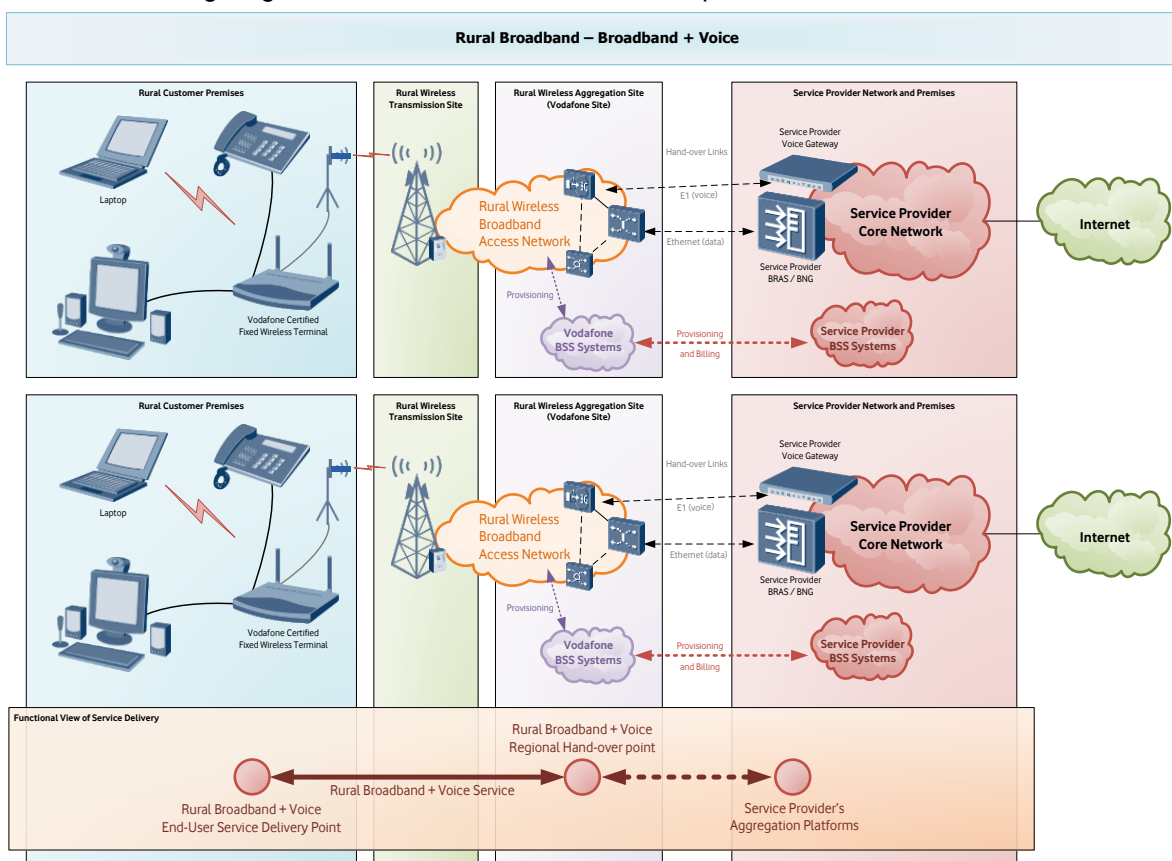 Rural Broadband – Broadband + Voice
Rural Customer Premises
Rural Wireless
Transmission Site
Rural Wireless Aggregation Site
(Vodafone Site)
Service Provider Network and Premises
Laptop
Vodafone Certified
Fixed Wireless Terminal
Rural Wireless
Broadband
Access Network
3G
Provisioning
Vodafone
BSS Systems
Hand-over Links
E1 (voice)
Ethernet (data)
Provisioning
and Billing
Service Provider
Voice Gateway
Service Provider
BRAS / BNG
Service Provider
Core Network
Service Provider
BSS Systems
Internet
Rural Customer Premises
Rural Wireless
Transmission Site
Rural Wireless Aggregation Site
(Vodafone Site)
Service Provider Network and Premises
Laptop
Vodafone Certified
Fixed Wireless Terminal
Rural Wireless
Broadband
Access Network
3G
Provisioning
Vodafone
BSS Systems
Hand-over Links
E1 (voice)
Ethernet (data)
Provisioning
and Billing
Service Provider
Voice Gateway
Service Provider
BRAS / BNG
Service Provider
Core Network
Service Provider
BSS Systems
Internet
Functional View of Service Delivery
Rural Broadband + Voice
Regional Hand-over point
Rural Broadband + Voice Service
Rural Broadband + Voice
End-User Service Delivery Point
Service Provider's
Aggregation Platforms